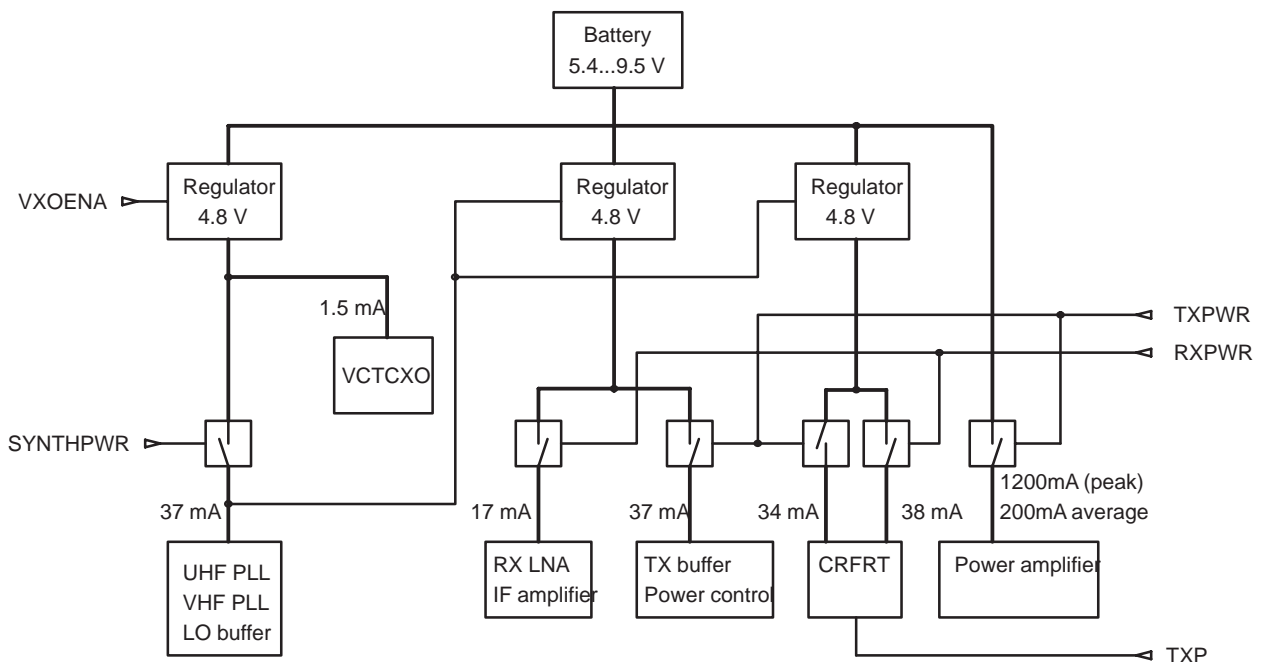 Battery
5.4...9.5 V
VXOENA
Regulator
4.8 V
Regulator
4.8 V
Regulator
4.8 V
1.5 mA
VCTCXO
TXPWR
RXPWR
SYNTHPWR
37 mA
17 mA
37 mA
34 mA
38 mA
1200mA (peak)
200mA average
UHF PLL
VHF PLL
LO buffer
RX LNA
IF amplifier
TX buffer
Power control
CRFRT
Power amplifier
TXP